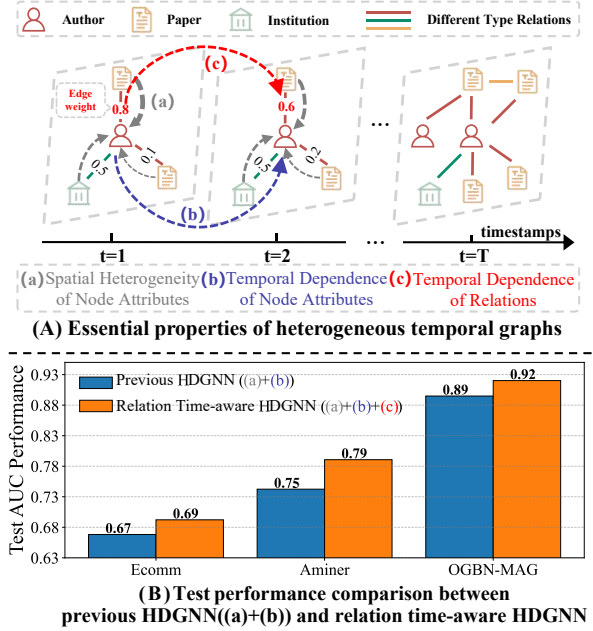 Author Paper Institution Different Type Relations
(c)
Edge weight
0.8
(a)
0.6
0.5
0.1
0.5
0.2
...
(b)
timestamps
t=1 t=2 ... t=T
(a) Spatial Heterogeneity of Node Attributes
(b) Temporal Dependence of Node Attributes
(c) Temporal Dependence of Relations
(A) Essential properties of heterogeneous temporal graphs
Test AUC Performance
0.93
0.88
0.83
0.78
0.73
0.68
0.63
Previous HDGNN ((a)+(b))
Relation Time-aware HDGNN ((a)+(b)+(c))
0.67 0.69
0.75 0.79
0.89 0.92
Ecomm Aminer OGBN-MAG
(B) Test performance comparison between
previous HDGNN((a)+(b)) and relation time-aware HDGNN